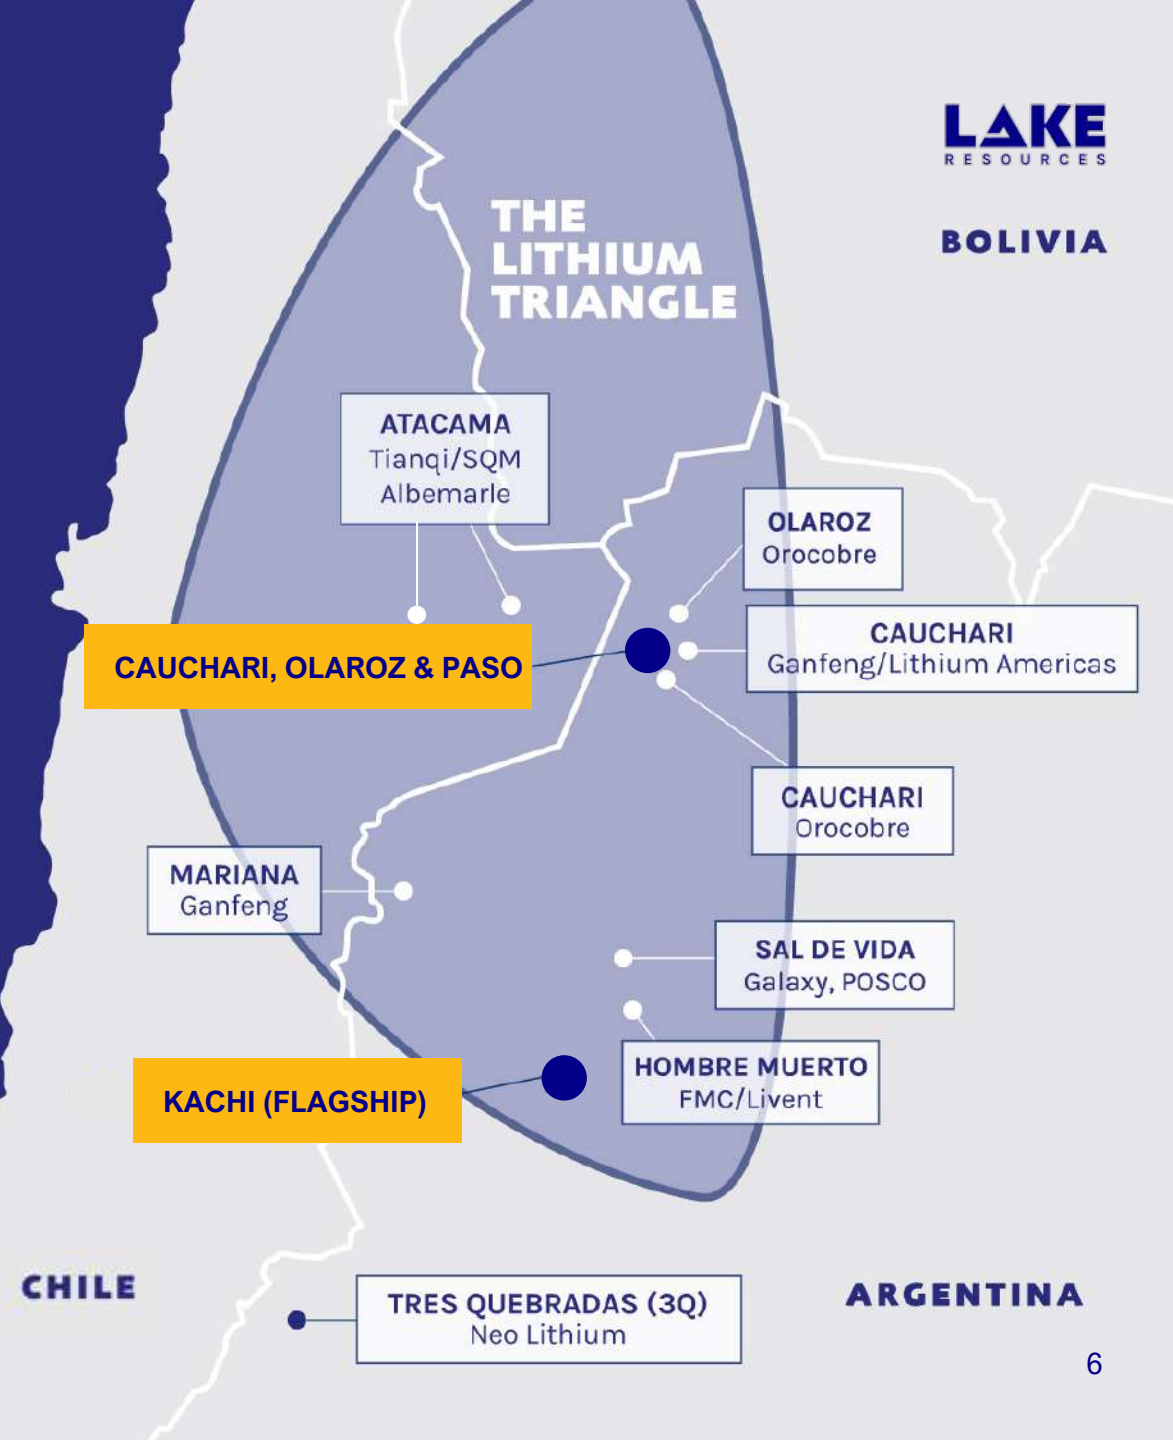 LAKE
RESOURCES
BOLIVIA
THE
LITHIUM
TRIANGLE
ATACAMA
Tianqi/SQM
Albemarle
OLAROZ
Orocobre
CAUCHARI
Ganfeng/Lithium Americas
CAUCHARI, OLAROZ & PASO
CAUCHARI
Orocobre
MARIANA
Ganfeng
SAL DE VIDA
Galaxy, POSCO
HOMBRE MUERTO
FMC/Livent
KACHI (FLAGSHIP)
CHILE
ARGENTINA
TRES QUEBRADAS (3Q)
Neo Lithium
6